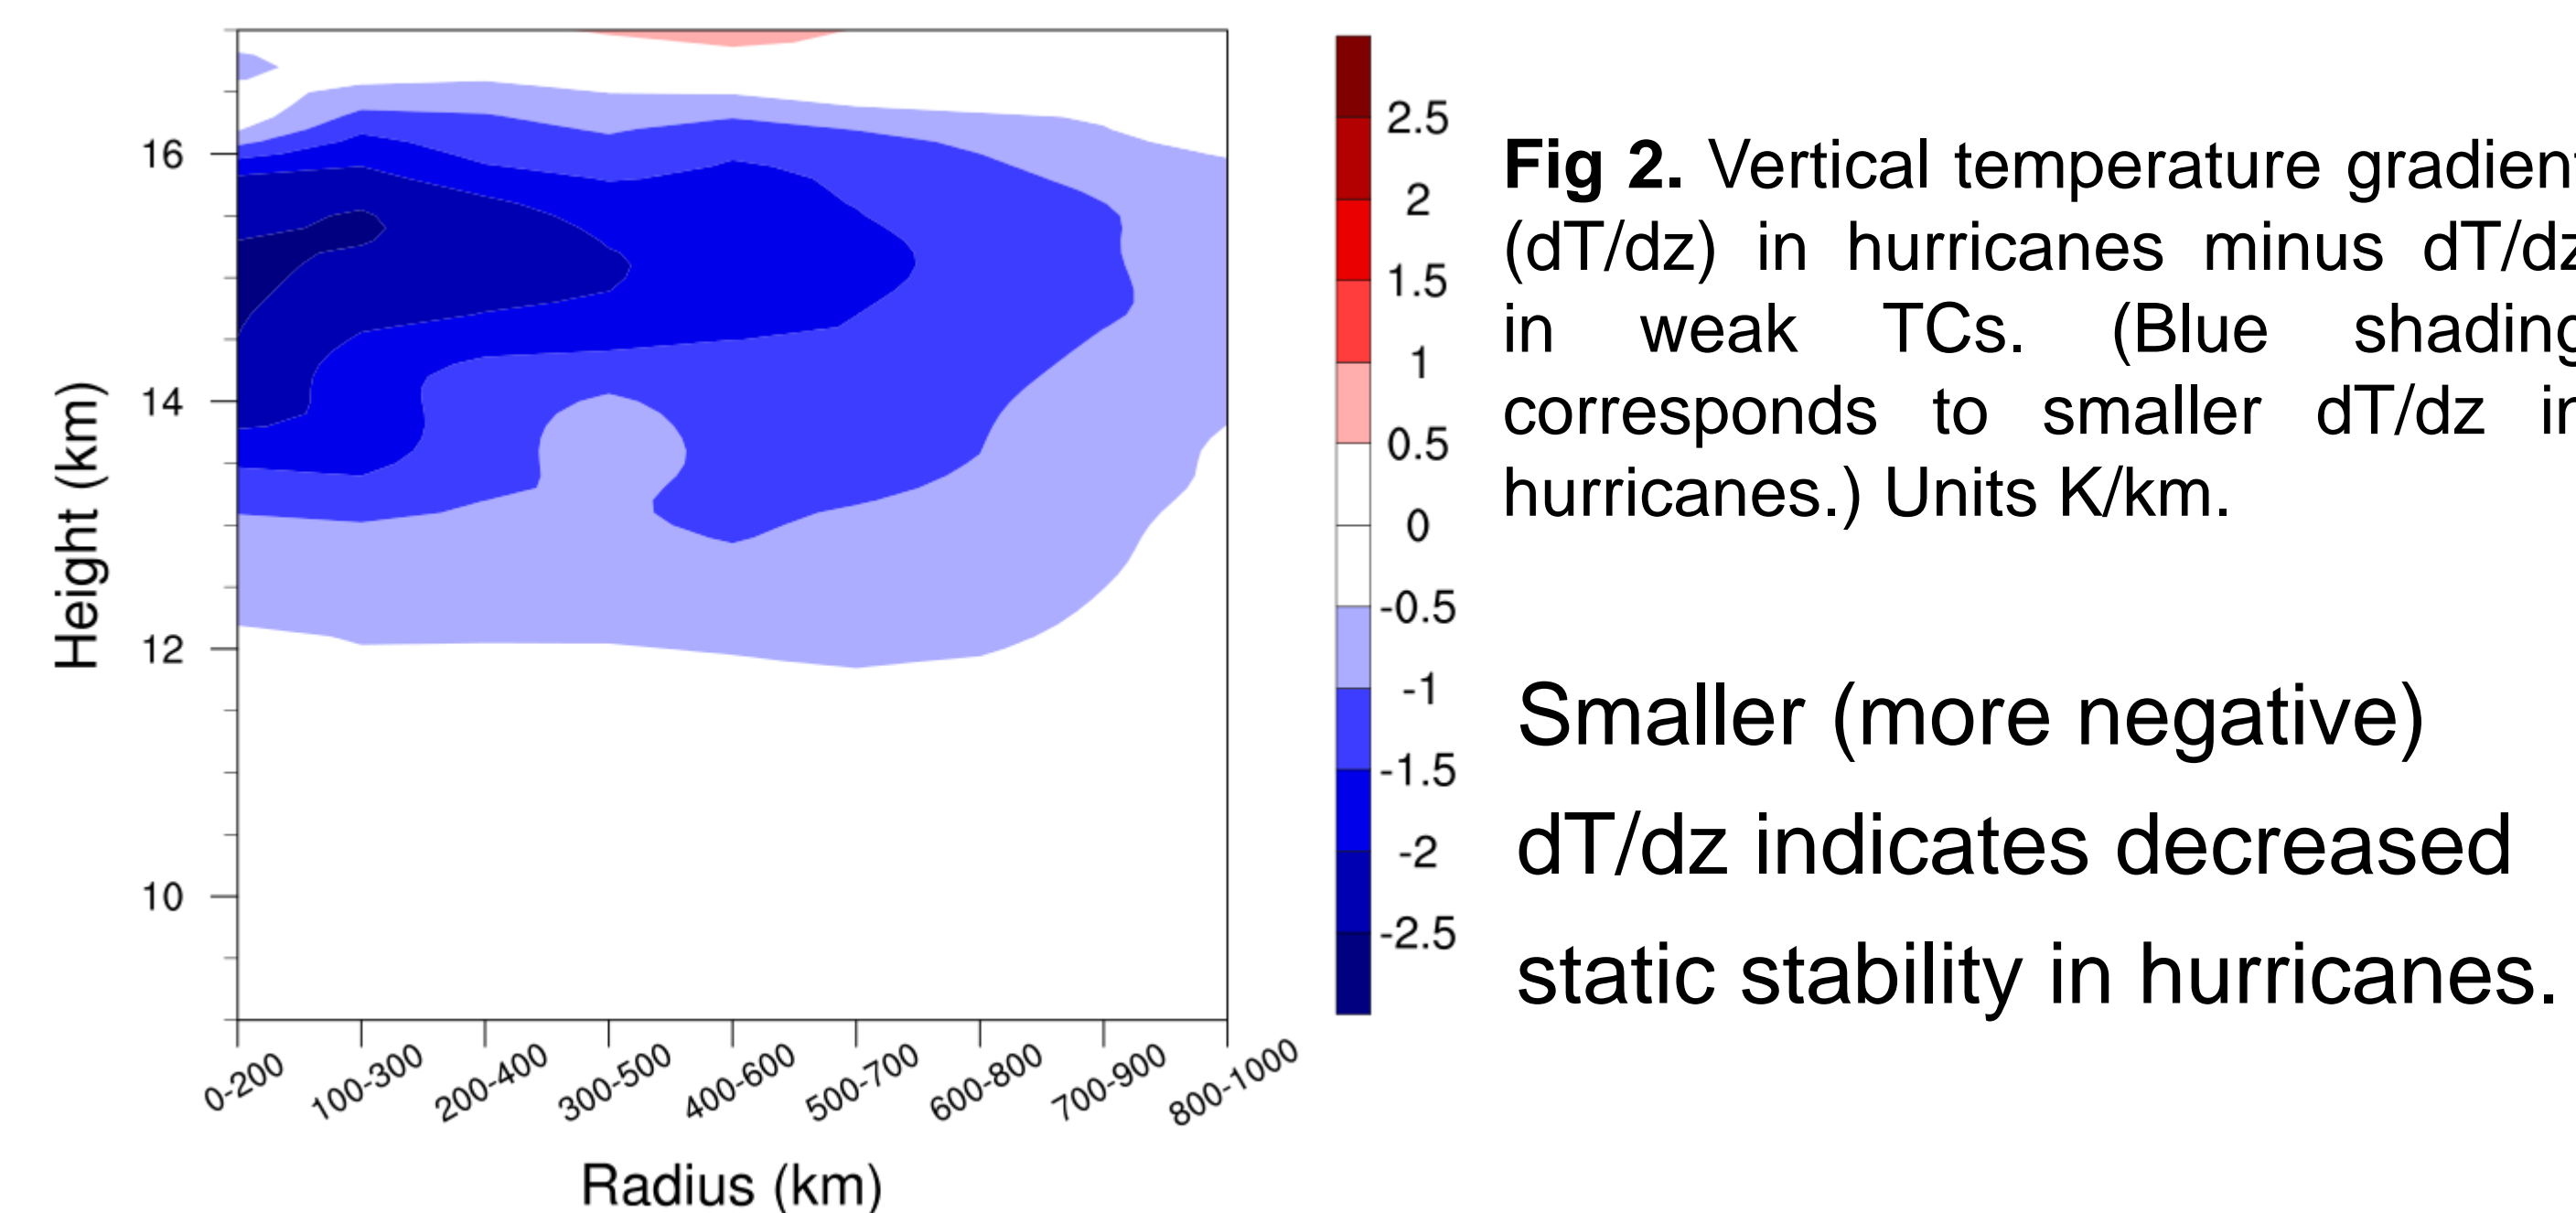 16
14
12
10
Height (km)
0-200
100-300
200-400
300-500
400-600
500-700
600-800
700-900
800-1000
Radius (km)
2.5
2
1.5
1
0.5
0
-0.5
-1
-1.5
-2
-2.5
Fig 2. Vertical temperature gradient
(dT/dz) in hurricanes minus dT/dz
in weak TCs. (Blue shading
corresponds to smaller dT/dz in
hurricanes.) Units K/km.
Smaller (more negative)
dT/dz indicates decreased
static stability in hurricanes.